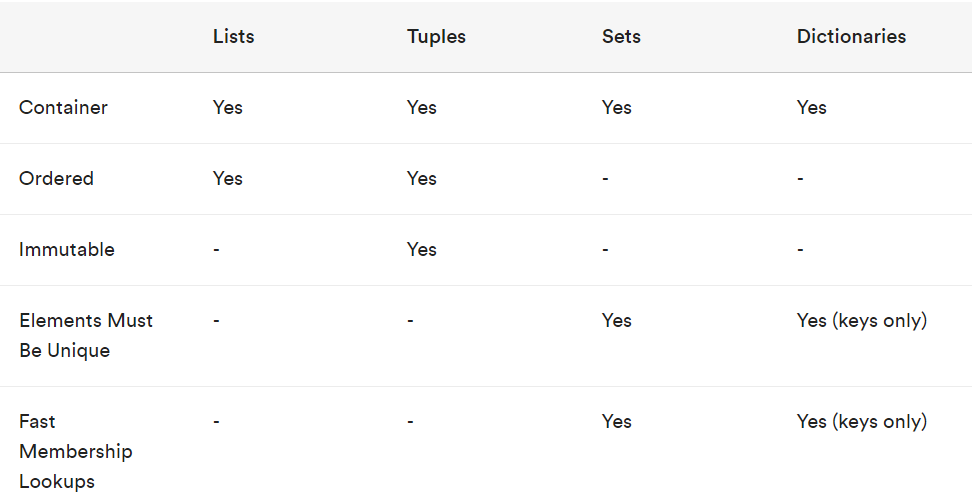 Lists Tuples Sets Dictionaries
Container Yes Yes Yes Yes
Ordered Yes Yes - -
Immutable - Yes - -
Elements Must - - Yes Yes (keys only)
Be Unique
Fast - - Yes Yes (keys only)
Membership
Lookups